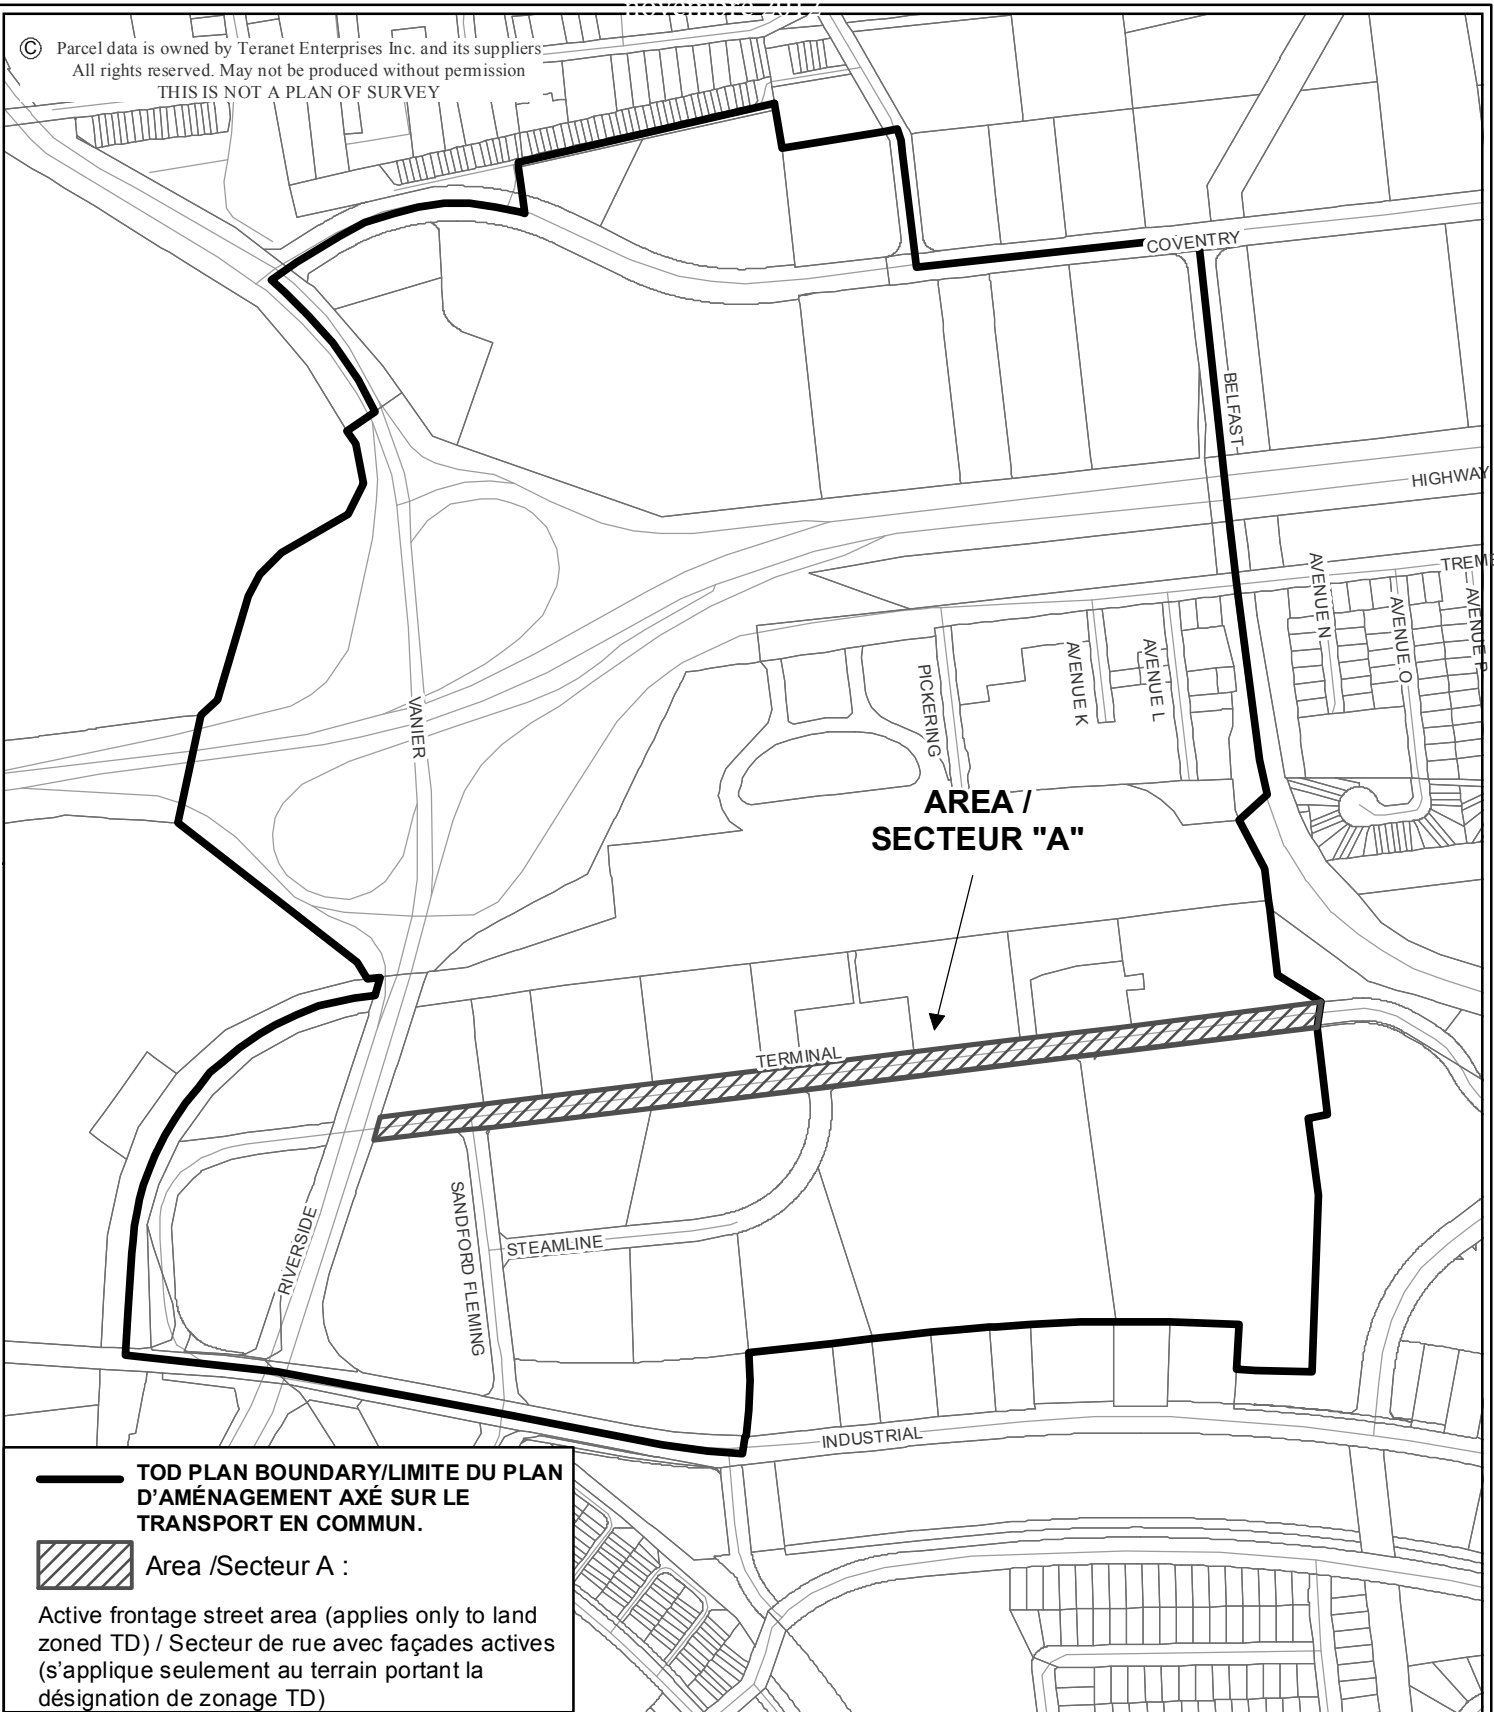 novembre 2012
© Parcel data is owned by Teranet Enterprises Inc. and its suppliers
All rights reserved. May not be produced without permission
THIS IS NOT A PLAN OF SURVEY
COVENTRY
BELFAST
HIGHWAY
AVENUE N
AVENUE O
AVENUE P
VANIER
PICKERING
AVENUE K
AVENUE L
AREA /
SECTEUR "A"
TERMINAL
RIVERSIDE
SANDFORD FLEMING
STEAMLINE
INDUSTRIAL
TOD PLAN BOUNDARY/LIMITE DU PLAN
D'AMÉNAGEMENT AXÉ SUR LE
TRANSPORT EN COMMUN.
Area /Secteur A :
Active frontage street area (applies only to land
zoned TD) / Secteur de rue avec façades actives
(s'applique seulement au terrain portant la
désignation de zonage TD)